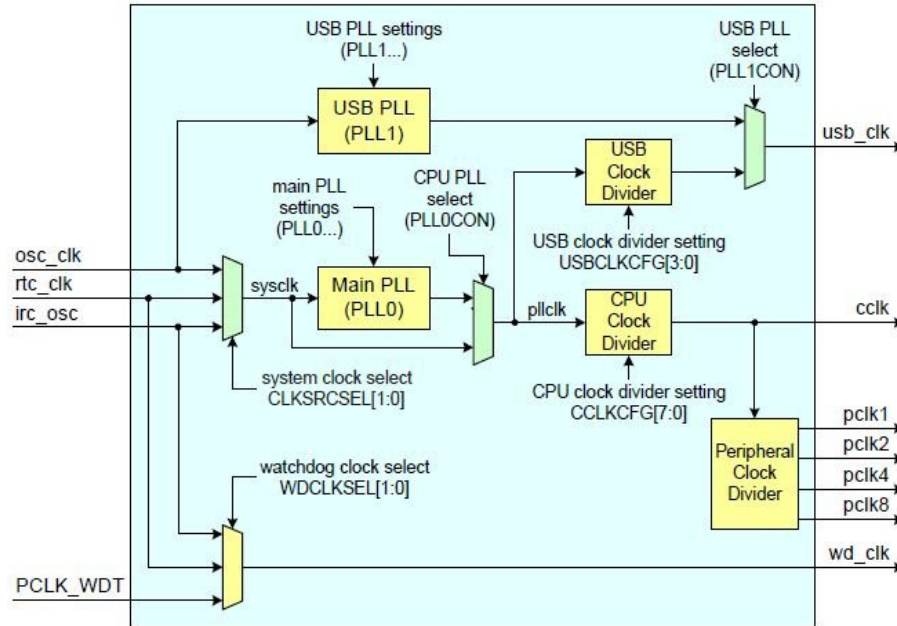 USB PLL settings
(PLL1...)
USB PLL
select
(PLL1CON)
USB PLL
(PLL1)
usb_clk
USB
Clock
Divider
main PLL
settings
(PLL0...)
CPU PLL
select
(PLL0CON)
USB clock divider setting
USBCLKCFG[3:0]
osc_clk
rtc_clk
irc_osc
sysclk
Main PLL
(PLL0)
pllclk
CPU
Clock
Divider
cclk
system clock select
CLKSRCSEL[1:0]
CPU clock divider setting
CCLKCFG[7:0]
Peripheral
Clock
Divider
pclk1
pclk2
pclk4
pclk8
watchdog clock select
WDCLKSEL[1:0]
wd_clk
PCLK_WDT